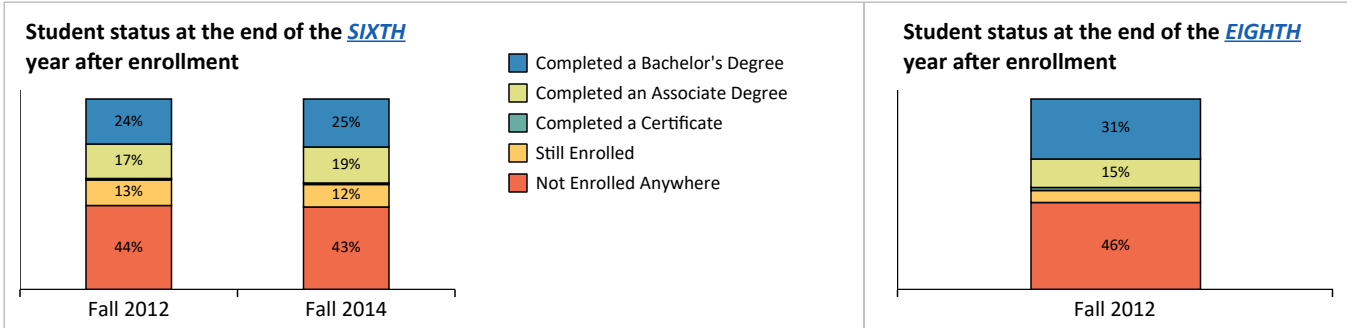 Student status at the end of the SIXTH
year after enrollment
24%
17%
13%
44%
25%
19%
12%
43%
Fall 2012
Fall 2014
Completed a Bachelor's Degree
Completed an Associate Degree
Completed a Certificate
Still Enrolled
Not Enrolled Anywhere
Student status at the end of the EIGHTH
year after enrollment
31%
15%
46%
Fall 2012